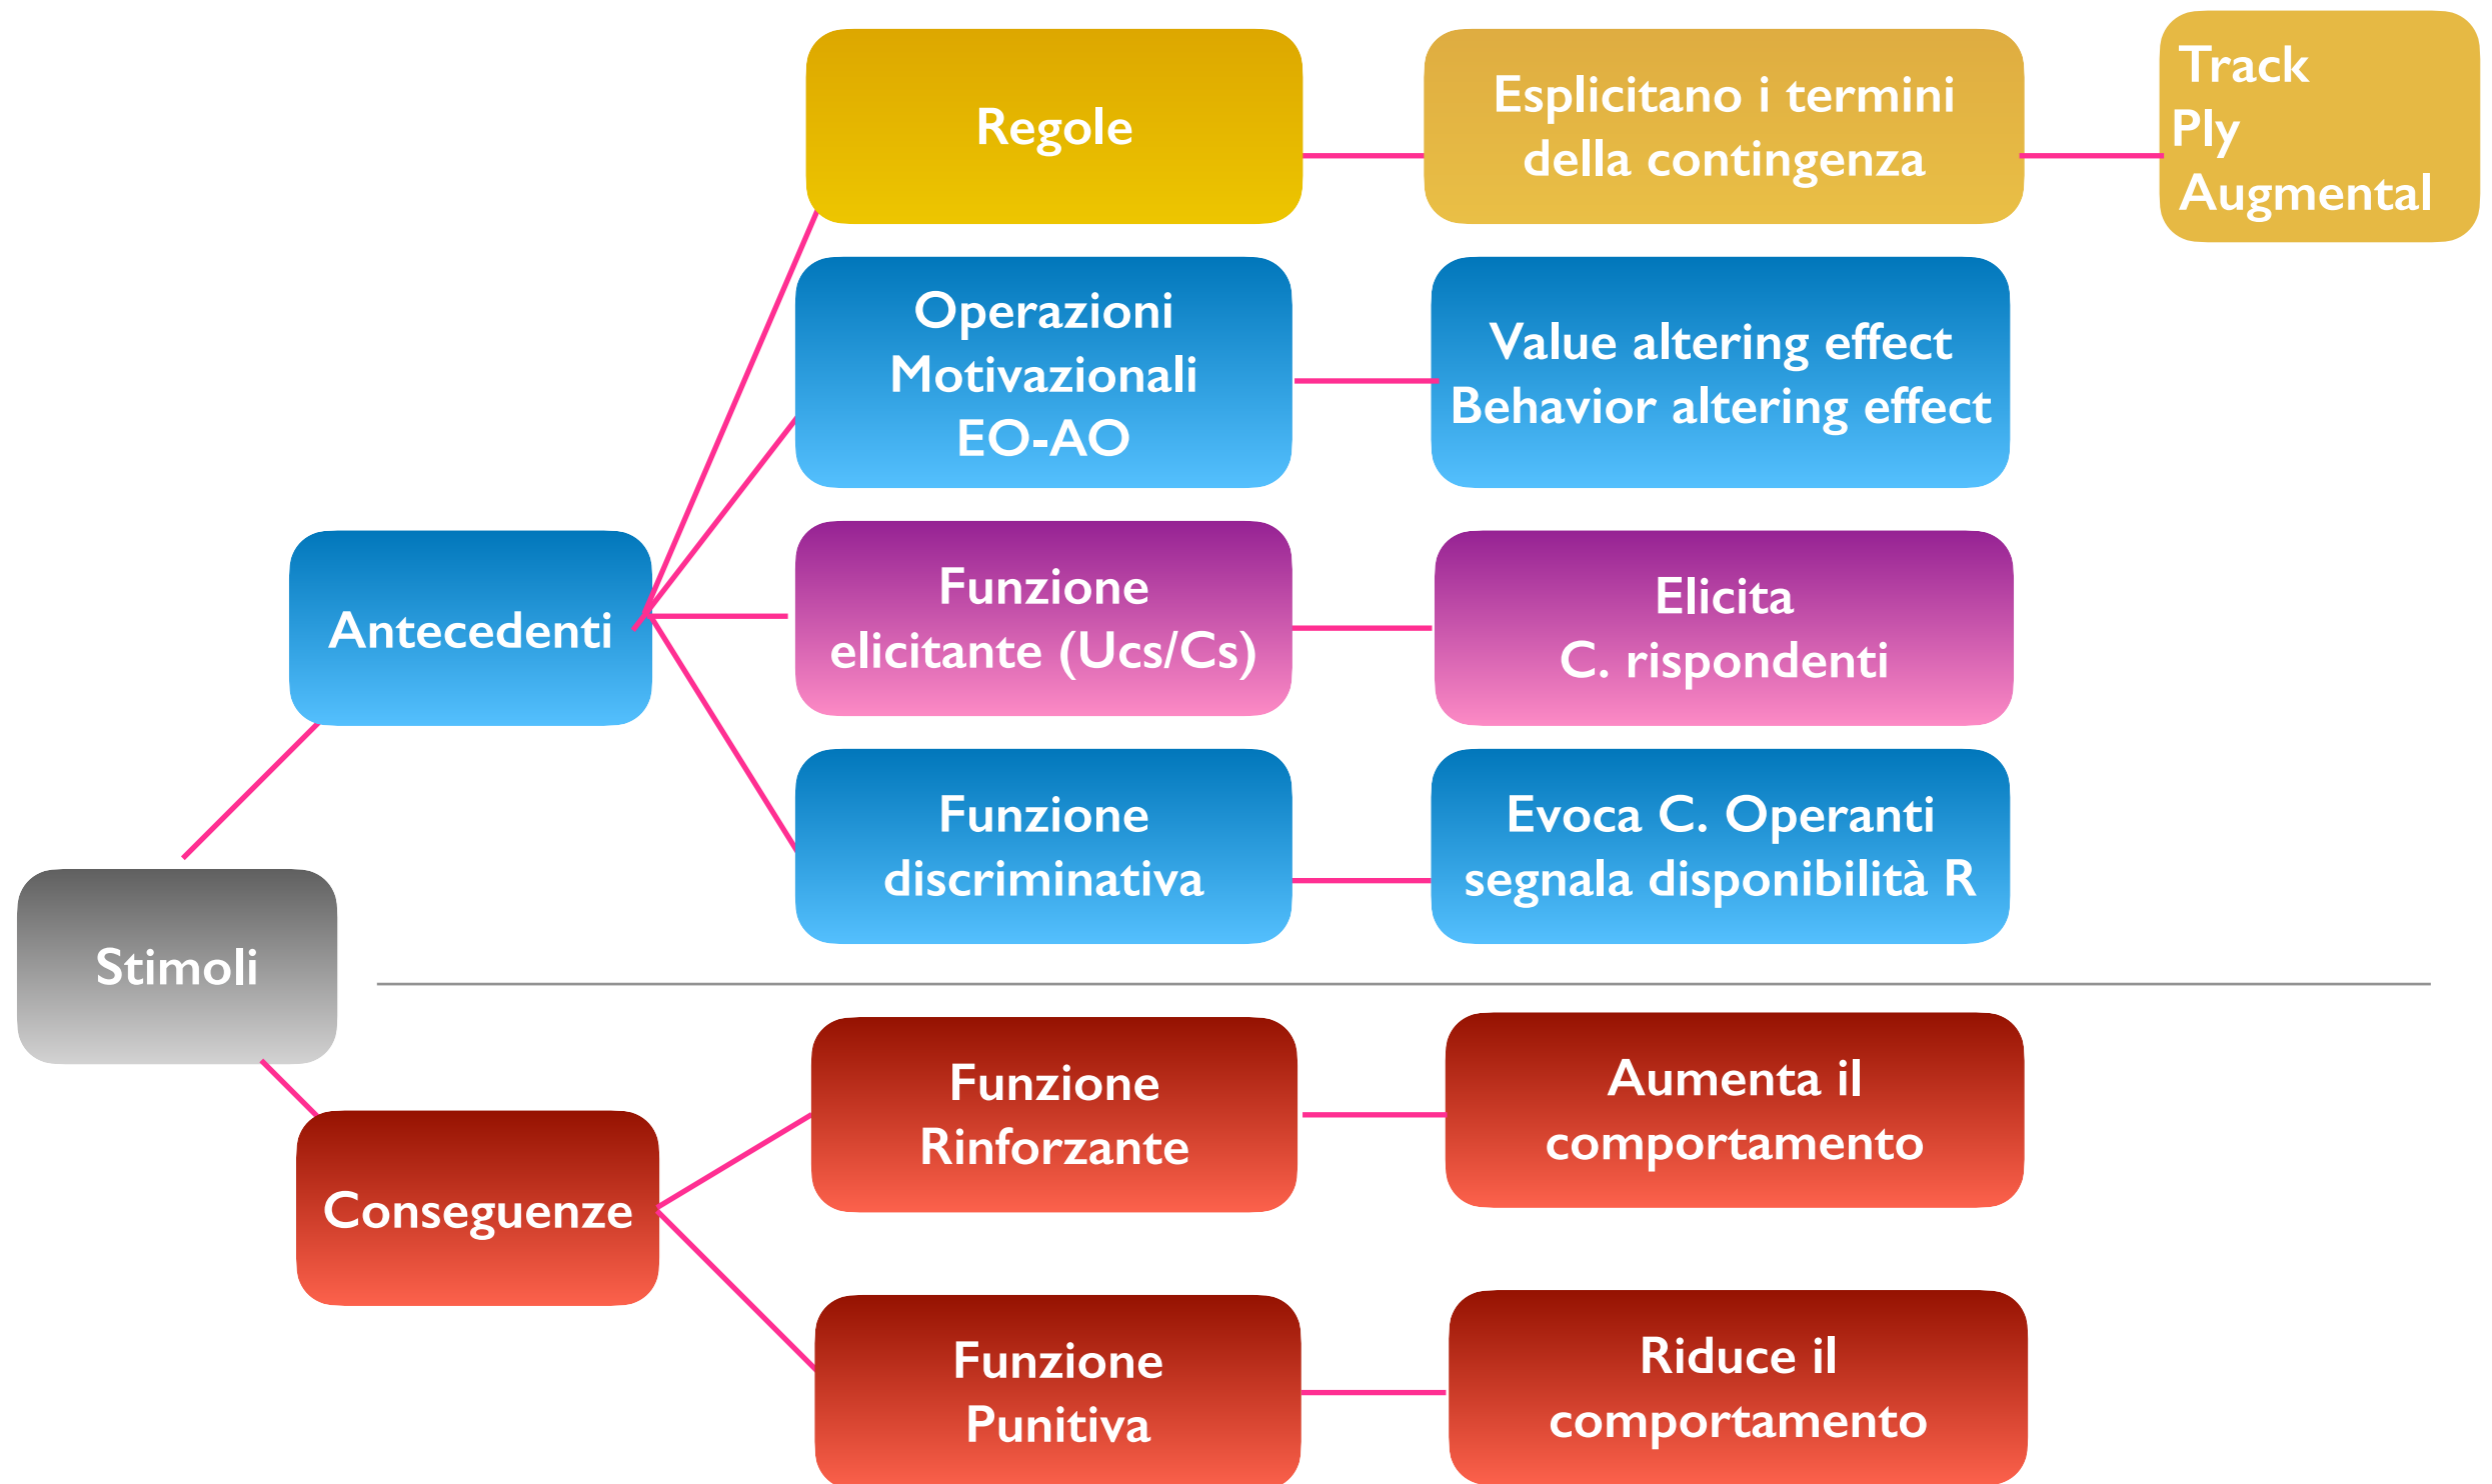 Regole
Esplicitano i termini
della contingenza
Track
Ply
Augmental
Operazioni
Motivazionali
EO-AO
Value altering effect
Behavior altering effect
Antecedenti
Funzione
elicitante (Ucs/Cs)
Elicita
C. rispondenti
Funzione
discriminativa
Evoca C. Operanti
segnala disponibilità R
Stimoli
Conseguenze
Funzione
Rinforzante
Aumenta il
comportamento
Funzione
Punitiva
Riduce il
comportamento